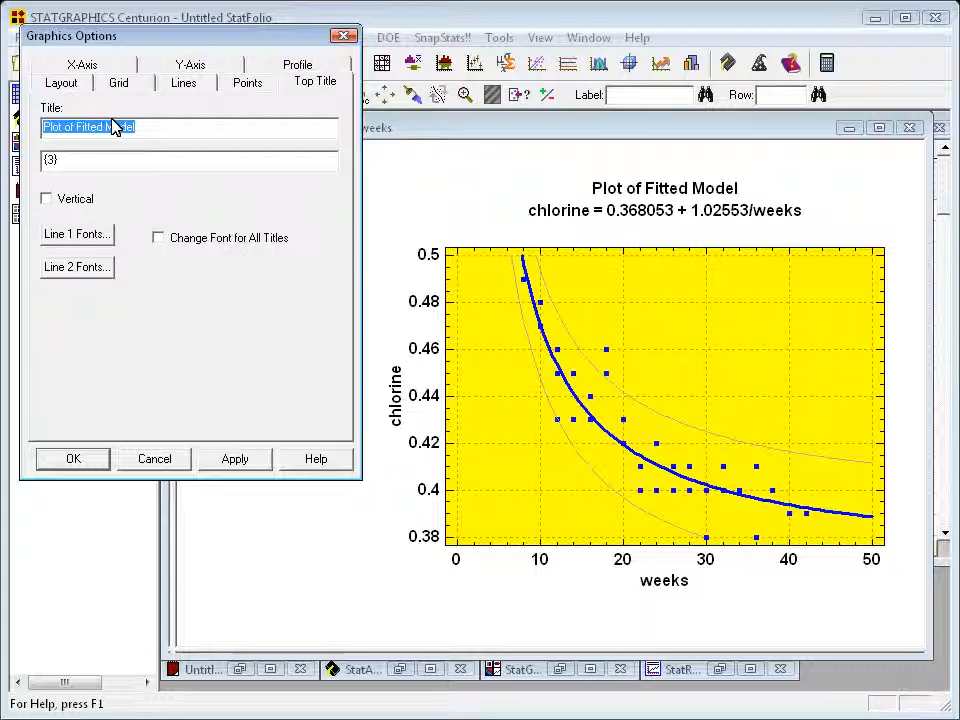 STATGRAPHICS Centurion - Untitled StatFolio
Graphics Options
DOE SnapStats!! Tools View Window Help
X-Axis Y-Axis Profile
Layout Grid Lines Points Top Title
Label: Row:
Title:
Plot of Fitted Model
weeks
{3}
Vertical
Line 1 Fonts...
Change Font for All Titles
Line 2 Fonts...
OK Cancel Apply Help
Plot of Fitted Model
chlorine = 0.368053 + 1.02553/weeks
0.5
0.48
0.46
0.44
0.42
0.4
0.38
chlorine
0 10 20 30 40 50
weeks
Untitl... StatA... StatG... StatR...
For Help, press F1